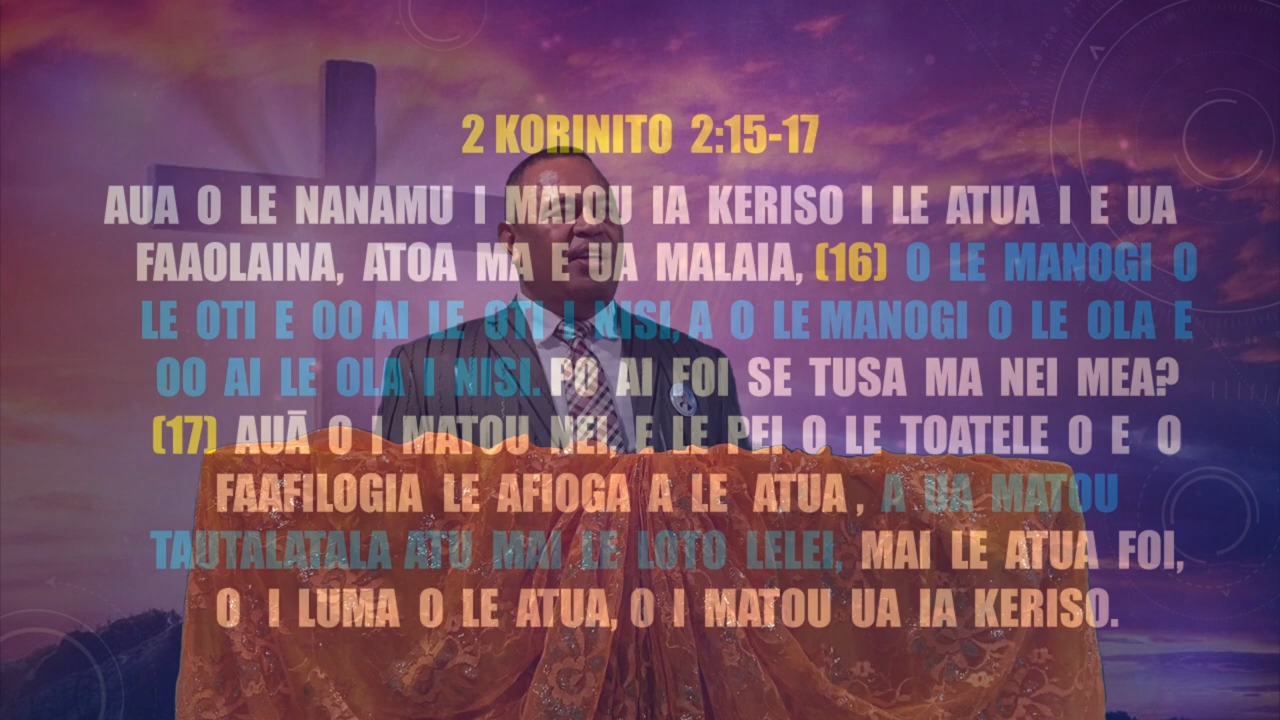 2 KORINITO 2:15-17
AUA O LE NANAMU I MATOU IA KERISO I LE ATUA I E UA
FAAOLAINA, ATOA MA E UA MALAIA, (16) O LE MANOGI O
LE OTI E OO AI LE OTI I NISI, A O LE MANOGI O LE OLA E
OO AI LE OLA I NISI. PO AI FOI SE TUSA MA NEI MEA?
(17) AUĀ O I MATOU NEI, E LE PEI O LE TOATELE O E O
FAAFILOGIA LE AFIOGA A LE ATUA , A UA MATOU
TAUTALATALA ATU MAI LE LOTO LELEI, MAI LE ATUA FOI,
O I LUMA O LE ATUA, O I MATOU UA IA KERISO.